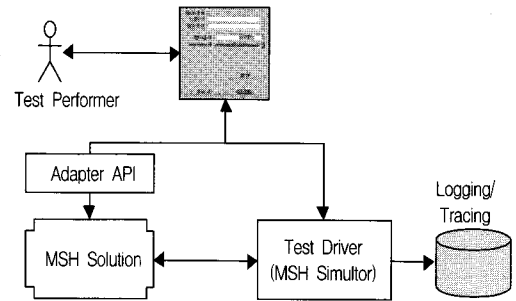 Test Performer
Adapter API
Logging/
Tracing
MSH Solution
Test Driver
(MSH Simultor)